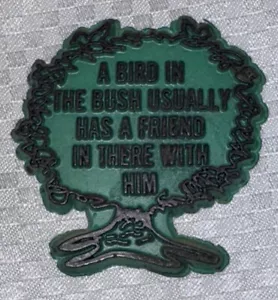 A BIRD IN
THE BUSH USUALLY
HAS A FRIEND
IN THERE WITH
HIM